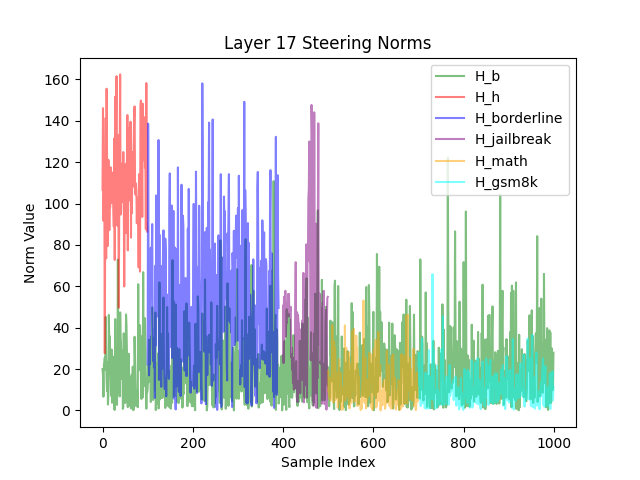 Layer 17 Steering Norms
Norm Value
160
140
120
100
80
60
40
20
0
H_b
H_h
H_borderline
H_jailbreak
H_math
H_gsm8k
0
200
400
600
800
1000
Sample Index